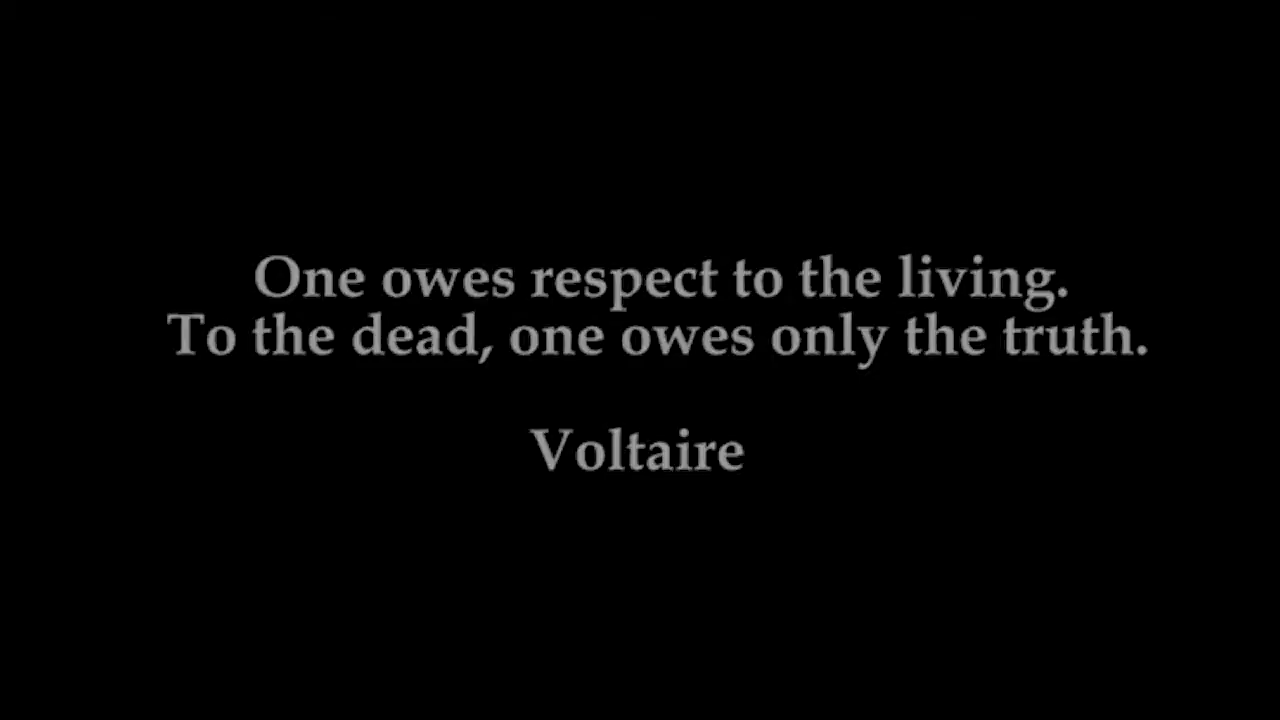 One owes respect to the living.
To the dead, one owes only the truth.
Voltaire